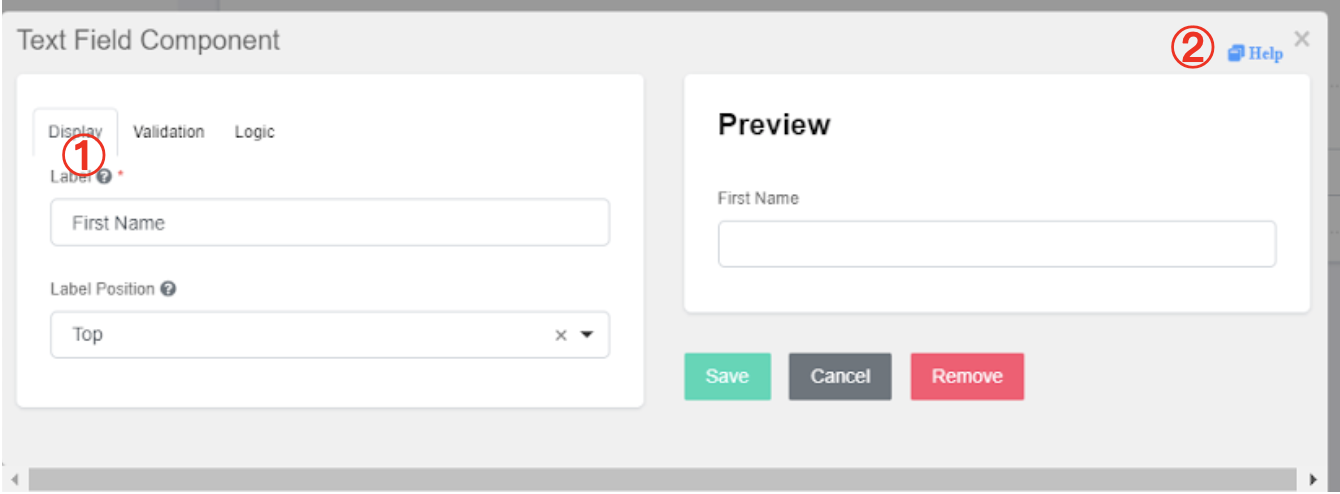 Text Field Component
② Help ×
Display Validation Logic
①
Label *
First Name
Label Position
Top ×
Preview
First Name
Save Cancel Remove